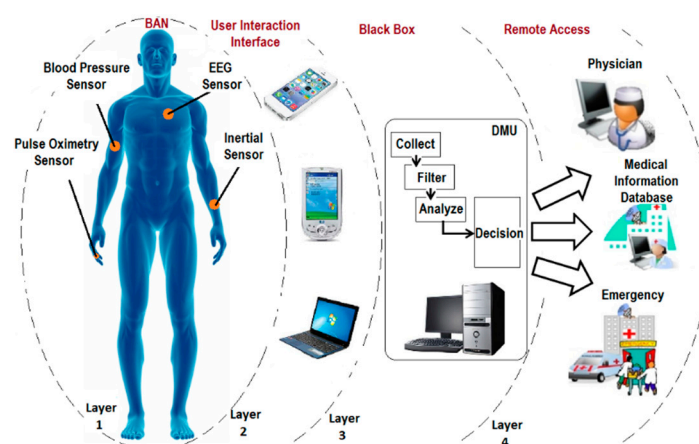 BAN
User Interaction
Interface
Black Box
Remote Access
Blood Pressure
Sensor
EEG
Sensor
Pulse Oximetry
Sensor
Inertial
Sensor
DMU
Collect
Filter
Analyze
Decision
Physician
Medical
Information
Database
Emergency
Layer
1
Layer
2
Layer
3
Layer
4